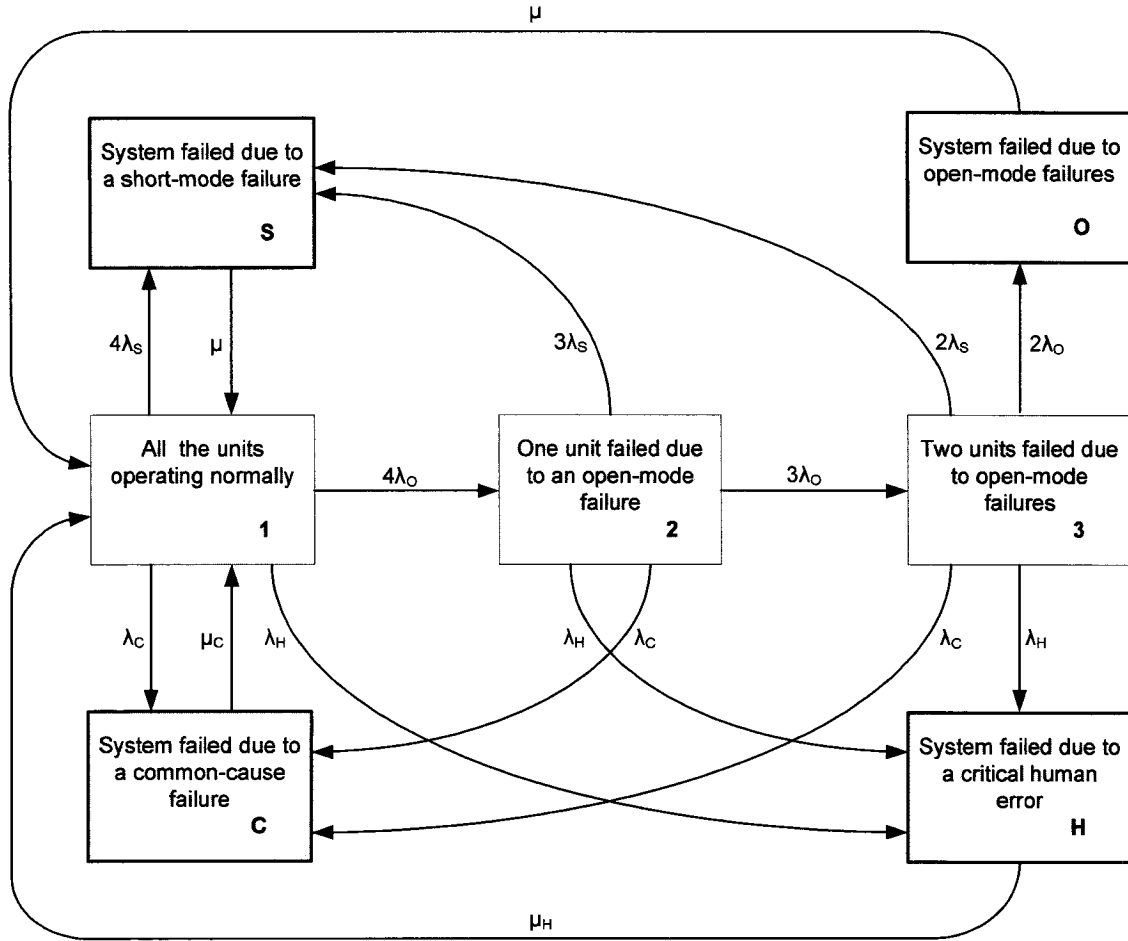 μ
System failed due to
a short-mode failure
S
System failed due to
open-mode failures
O
4λS
μ
3λS
2λS
2λO
All the units
operating normally
1
4λO
One unit failed due
to an open-mode
failure
2
3λO
Two units failed due
to open-mode
failures
3
λC
μC
λH
λH
λC
λC
λH
System failed due to
a common-cause
failure
C
System failed due to
a critical human
error
H
μH